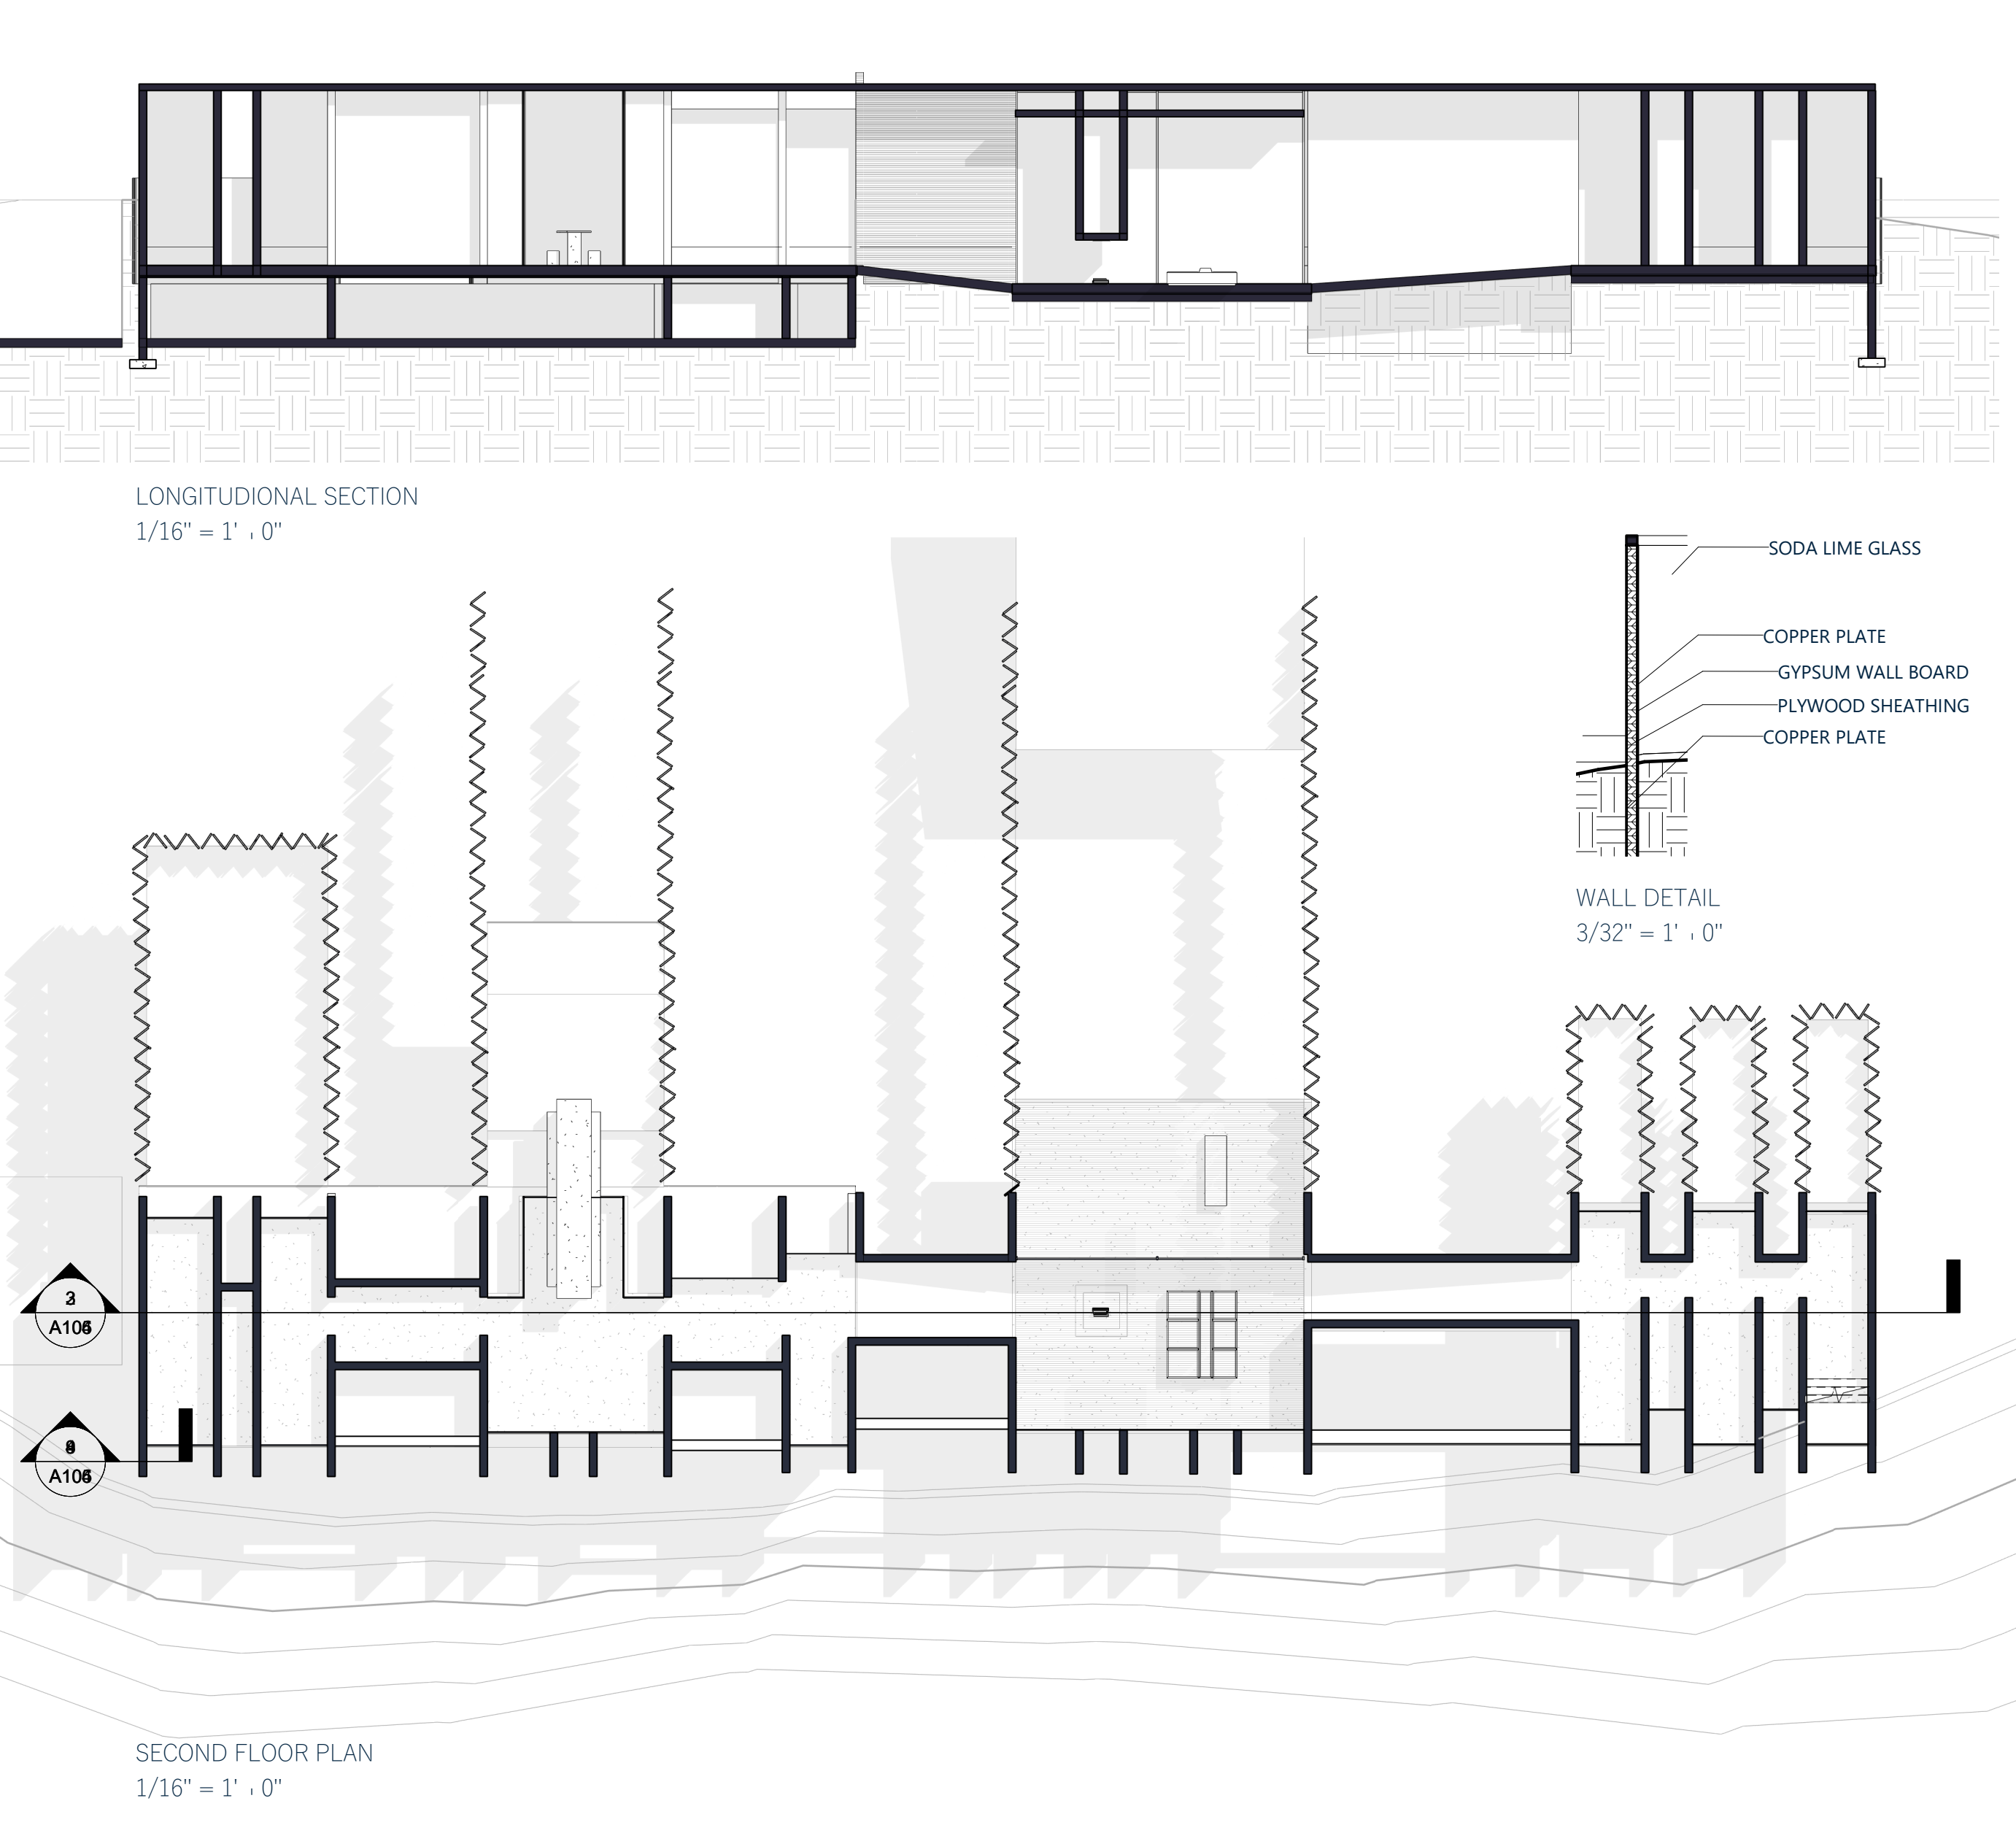 LONGITUDIONAL SECTION
1/16" = 1' - 0"
SODA LIME GLASS
COPPER PLATE
GYPSUM WALL BOARD
PLYWOOD SHEATHING
COPPER PLATE
WALL DETAIL
3/32" = 1' - 0"
SECOND FLOOR PLAN
1/16" = 1' - 0"